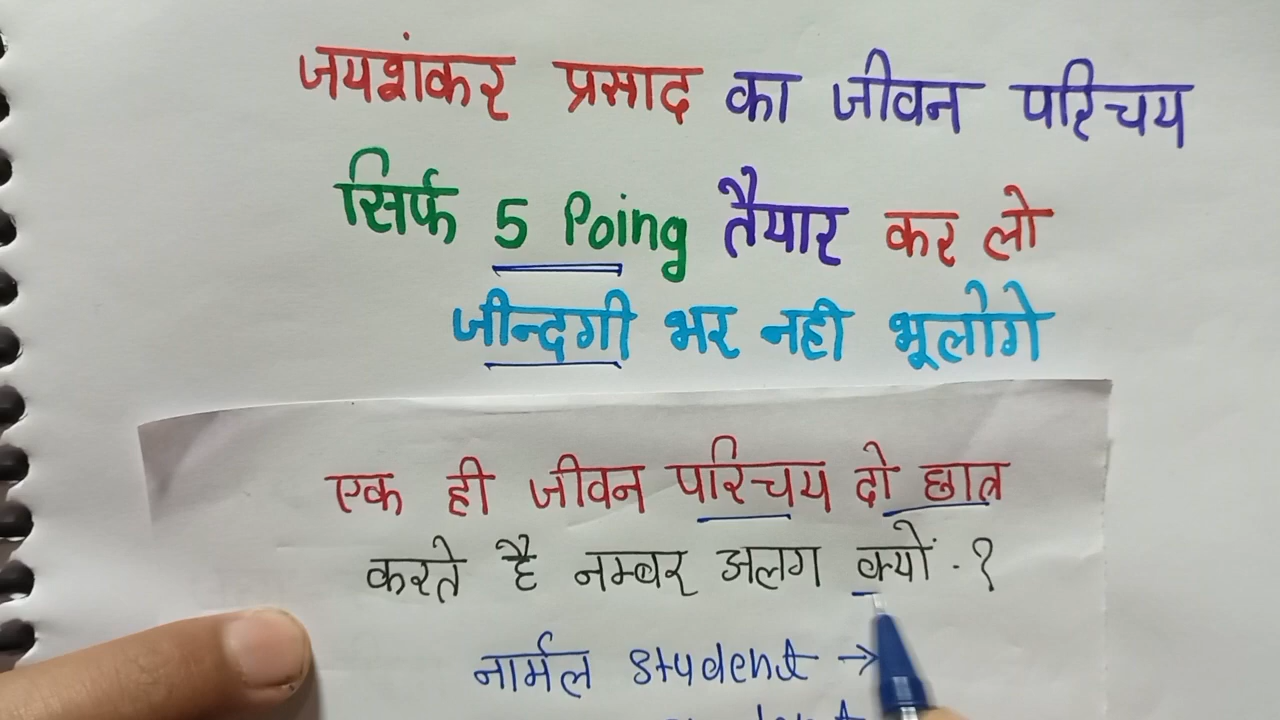 जयशंकर प्रसाद का जीवन परिचय
सिर्फ 5 Poing तैयार कर लो
जीन्दगी भर नही भूलोगे
एक ही जीवन परिचय दो छात्र
करते है नम्बर अलग क्यों.?
नार्मल student →